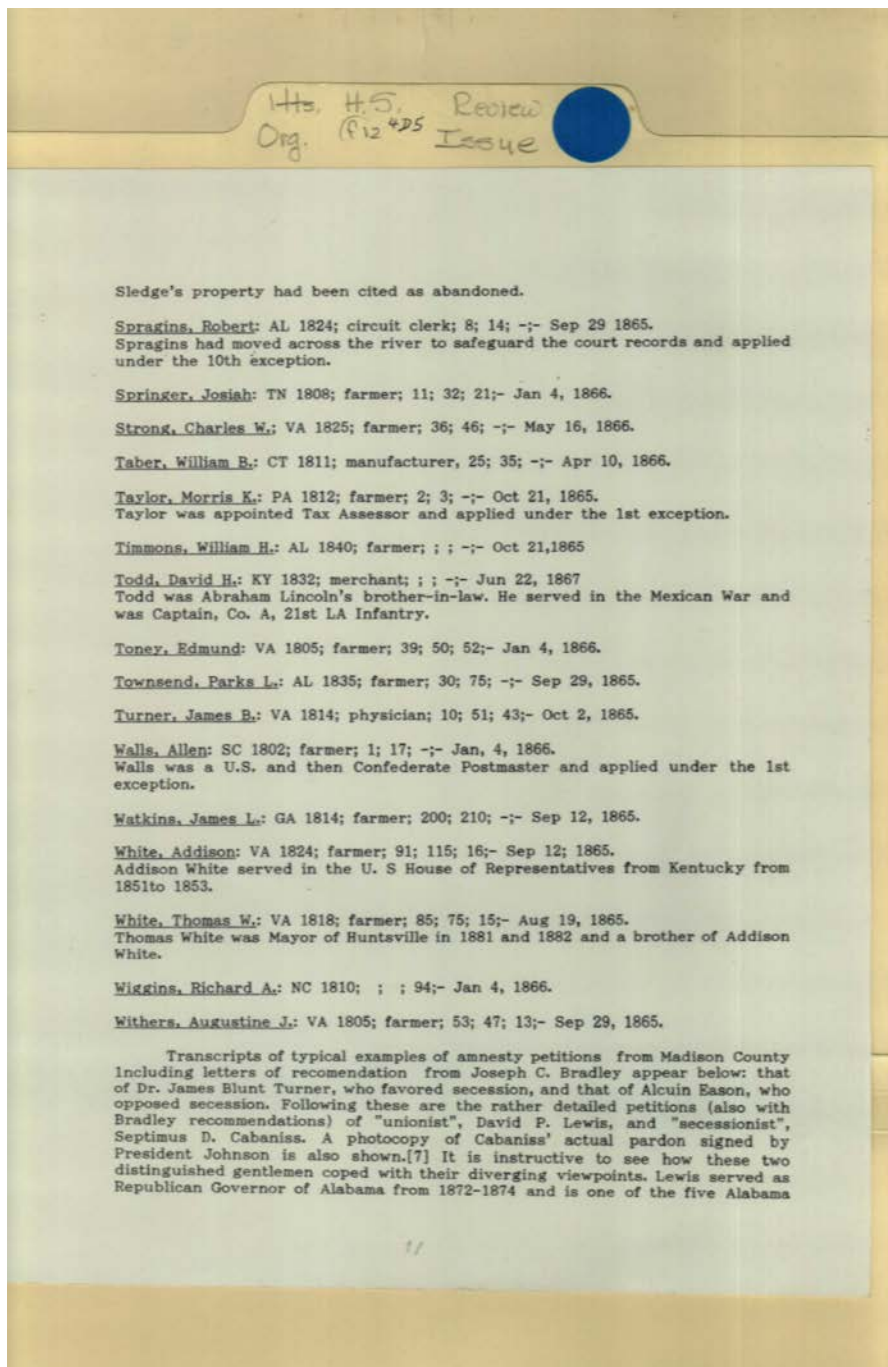 Hts. H.S. Review
Org. (f12 4D5 Issue
Sledge's property had been cited as abandoned.
Spragins, Robert: AL 1824; circuit clerk; 8; 14; -;- Sep 29 1865.
Spragins had moved across the river to safeguard the court records and applied
under the 10th exception.
Springer, Josiah: TN 1808; farmer; 11; 32; 21;- Jan 4, 1866.
Strong, Charles W.; VA 1825; farmer; 36; 46; -;- May 16, 1866.
Taber, William B.: CT 1811; manufacturer, 25; 35; -;- Apr 10, 1866.
Taylor, Morris K.: PA 1812; farmer; 2; 3; -;- Oct 21, 1865.
Taylor was appointed Tax Assessor and applied under the 1st exception.
Timmons, William H.: AL 1840; farmer; ; ; -;- Oct 21,1865
Todd, David H.: KY 1832; merchant; ; ; -;- Jun 22, 1867
Todd was Abraham Lincoln's brother-in-law. He served in the Mexican War and
was Captain, Co. A, 21st LA Infantry.
Toney, Edmund: VA 1805; farmer; 39; 50; 52;- Jan 4, 1866.
Townsend, Parks L.: AL 1835; farmer; 30; 75; -;- Sep 29, 1865.
Turner, James B.: VA 1814; physician; 10; 51; 43;- Oct 2, 1865.
Walls, Allen: SC 1802; farmer; 1; 17; -;- Jan, 4, 1866.
Walls was a U.S. and then Confederate Postmaster and applied under the 1st
exception.
Watkins, James L.: GA 1814; farmer; 200; 210; -;- Sep 12, 1865.
White, Addison: VA 1824; farmer; 91; 115; 16;- Sep 12; 1865.
Addison White served in the U. S House of Representatives from Kentucky from
1851to 1853.
White, Thomas W.: VA 1818; farmer; 85; 75; 15;- Aug 19, 1865.
Thomas White was Mayor of Huntsville in 1881 and 1882 and a brother of Addison
White.
Wiggins, Richard A.: NC 1810; ; ; 94;- Jan 4, 1866.
Withers, Augustine J.: VA 1805; farmer; 53; 47; 13;- Sep 29, 1865.
Transcripts of typical examples of amnesty petitions from Madison County
Including letters of recomendation from Joseph C. Bradley appear below: that
of Dr. James Blunt Turner, who favored secession, and that of Alcuin Eason, who
opposed secession. Following these are the rather detailed petitions (also with
Bradley recommendations) of "unionist", David P. Lewis, and "secessionist",
Septimus D. Cabaniss. A photocopy of Cabaniss' actual pardon signed by
President Johnson is also shown.[7] It is instructive to see how these two
distinguished gentlemen coped with their diverging viewpoints. Lewis served as
Republican Governor of Alabama from 1872-1874 and is one of the five Alabama